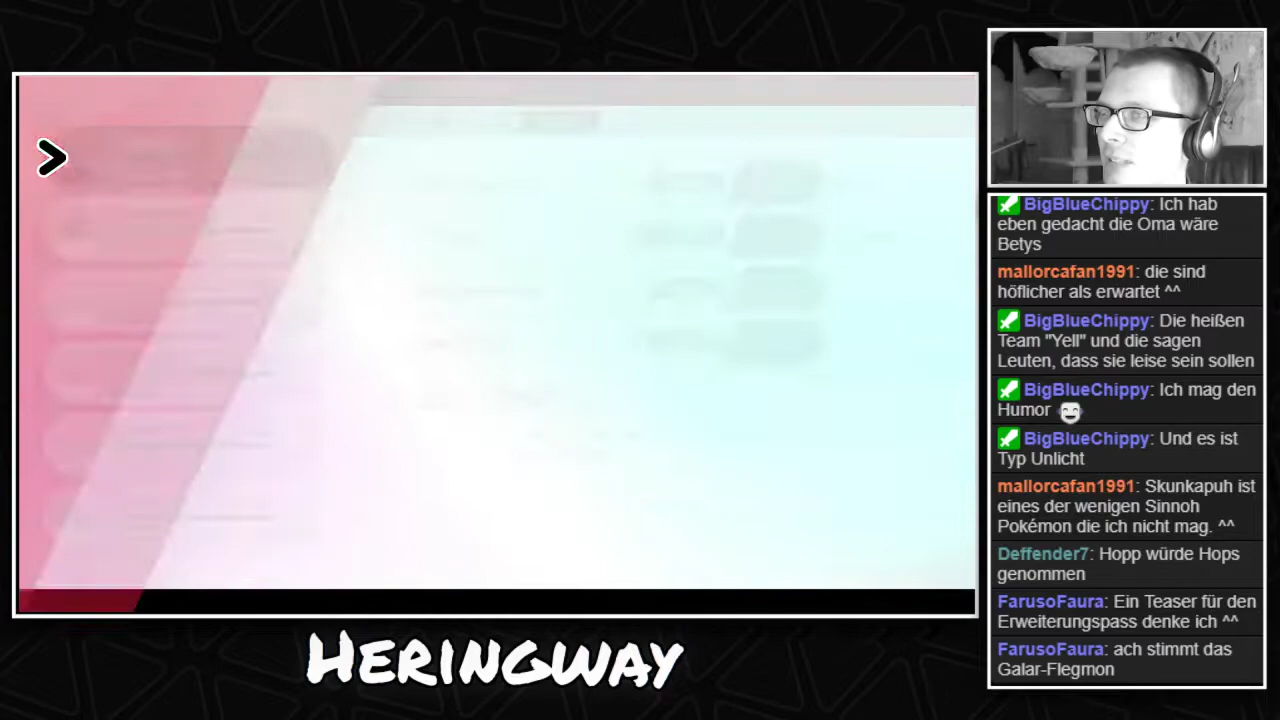 BigBlueChippy: Ich hab
eben gedacht die Oma wäre
Betys
mallorcafan1991: die sind
höflicher als erwartet ^^
BigBlueChippy: Die heißen
Team "Yell" und die sagen
Leuten, dass sie leise sein sollen
BigBlueChippy: Ich mag den
Humor
BigBlueChippy: Und es ist
Typ Unlicht
mallorcafan1991: Skunkapuh ist
eines der wenigen Sinnoh
Pokémon die ich nicht mag. ^^
Deffender7: Hopp würde Hops
genommen
FarusoFaura: Ein Teaser für den
Erweiterungspass denke ich ^^
FarusoFaura: ach stimmt das
Galar-Flegmon
HERINGWAY